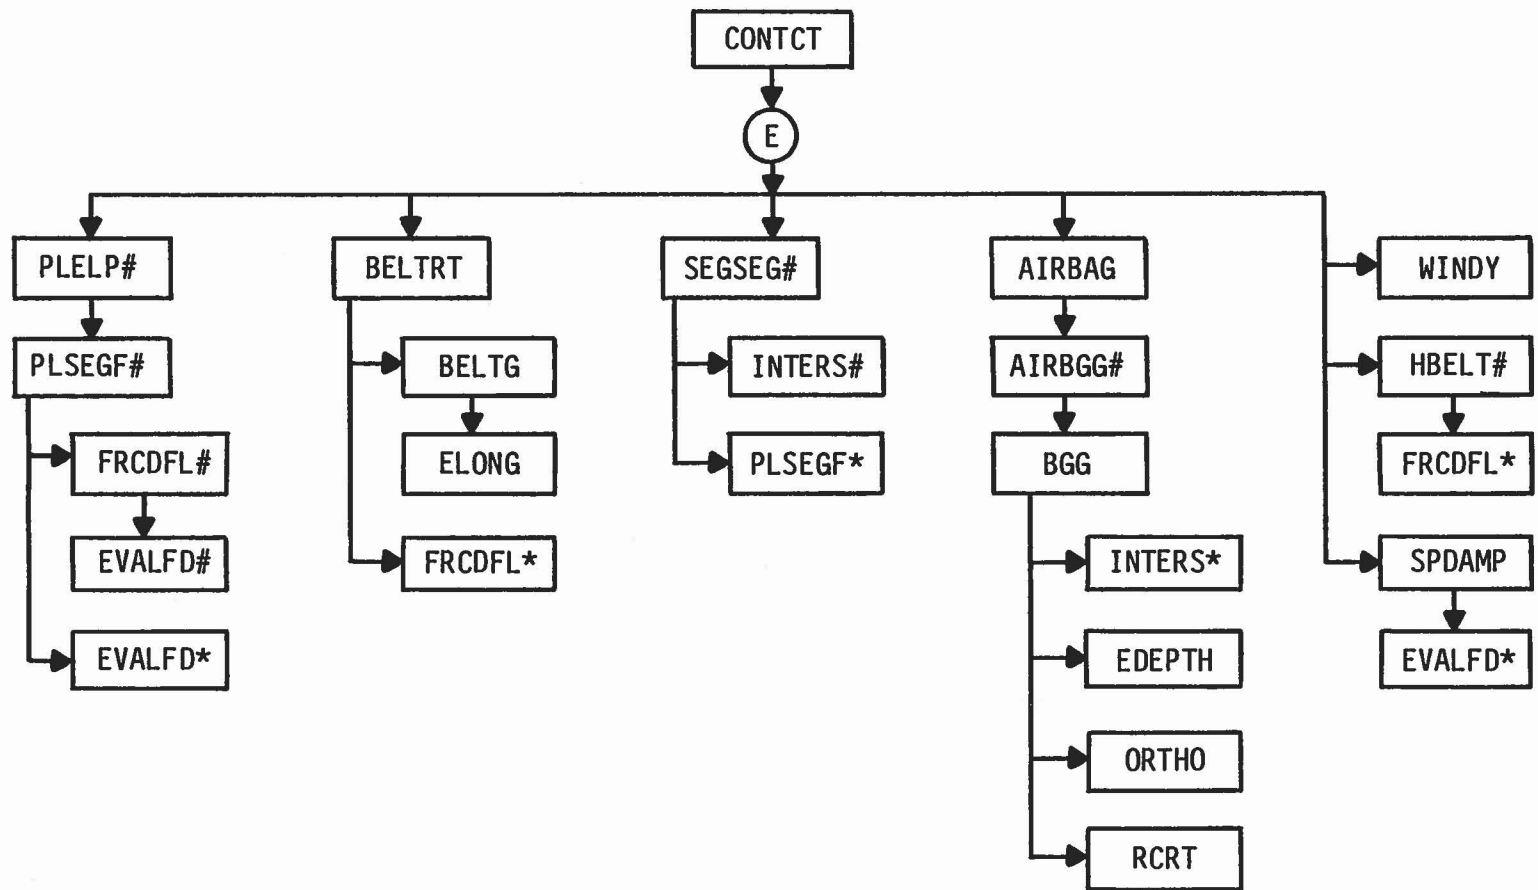 CONTCT
E
PLELP#
BELTRT
SEGSEG#
AIRBAG
WINDY
PLSEGF#
BELTG
INTERS#
AIRBGG#
HBELT#
FRCDFL#
ELONG
PLSEGF*
BGG
FRCDFL*
EVALFD#
FRCDFL*
INTERS*
SPDAMP
EVALFD*
EDEPTH
EVALFD*
ORTHO
RCRT